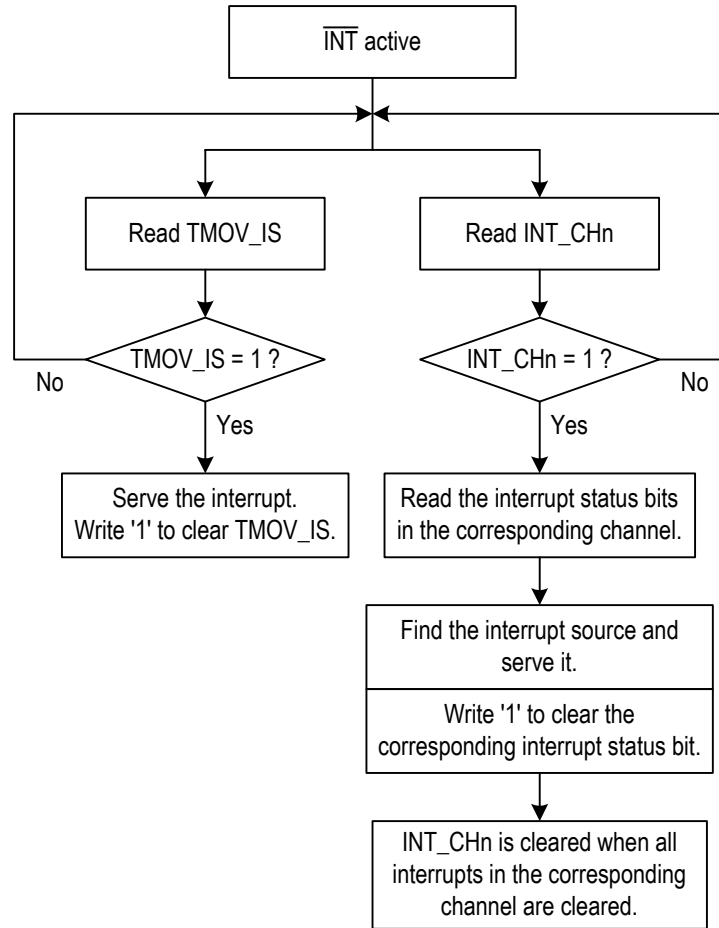 INT active
Read TMOV_IS
Read INT_CHn
TMOV_IS = 1 ?
INT_CHn = 1 ?
No
No
Yes
Yes
Serve the interrupt.
Write '1' to clear TMOV_IS.
Read the interrupt status bits
in the corresponding channel.
Find the interrupt source and
serve it.
Write '1' to clear the
corresponding interrupt status bit.
INT_CHn is cleared when all
interrupts in the corresponding
channel are cleared.